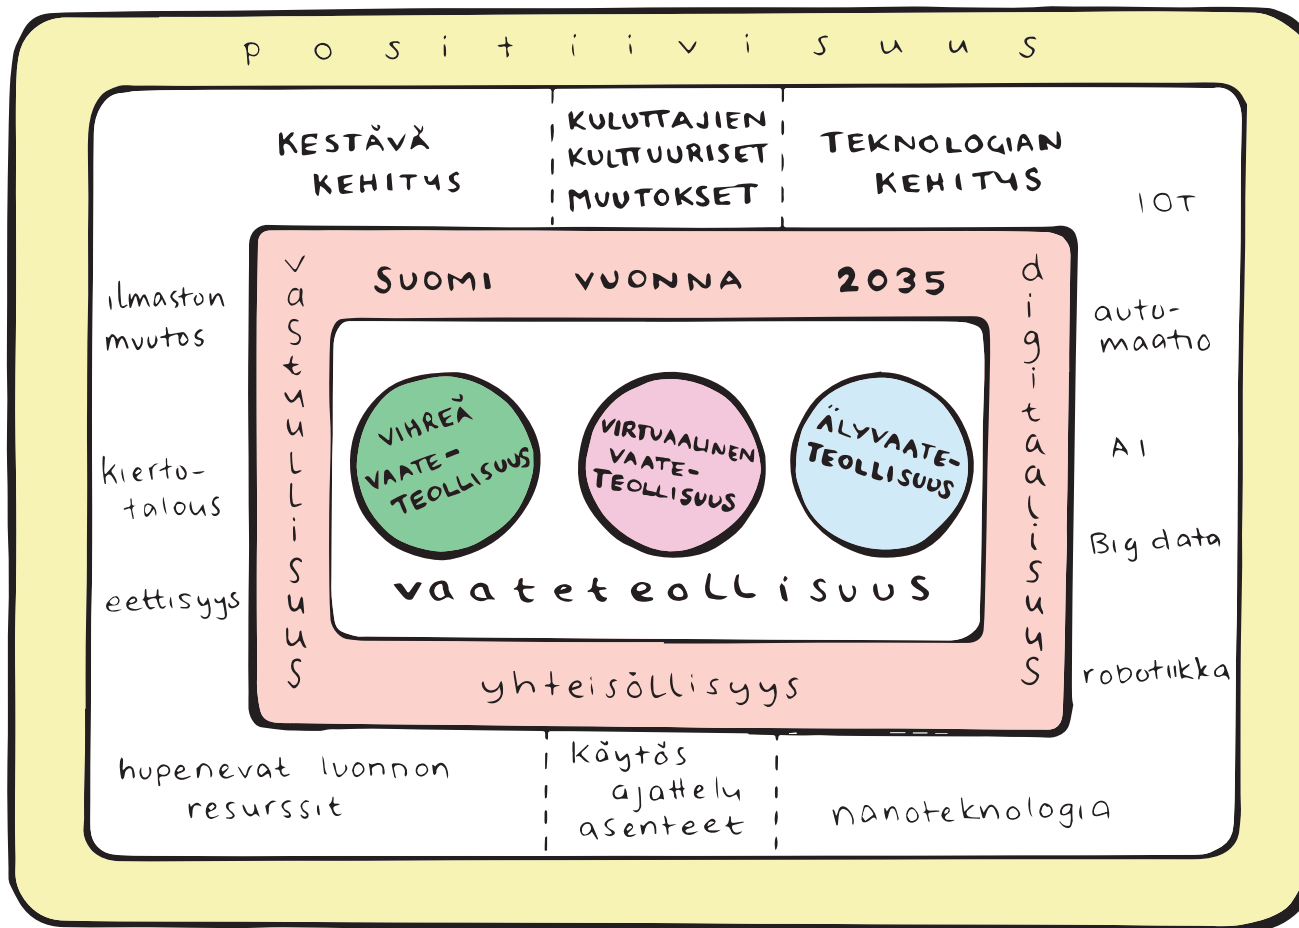 positiivisuus
KESTÄVÄ
KEHITYS
KULUTTAJIEN
KULTTUURISET
MUUTOKSET
TEKNOLOGIAN
KEHITYS
IOT
ilmaston
muutos
kierto-
talous
eettisyys
hupenevat luonnon
resurssit
vastuullisuus
SUOMI VUONNA 2035
digitaalisuus
VIHREÄ
VAATE-
TEOLLISUUS
VIRTUAALINEN
VAATE-
TEOLLISUUS
ÄLYVAATE-
TEOLLISUUS
vaateteollisuus
yhteisöllisyys
auto-
maatio
AI
Big data
robotiikka
käytös
ajattelu
asenteet
nanoteknologia